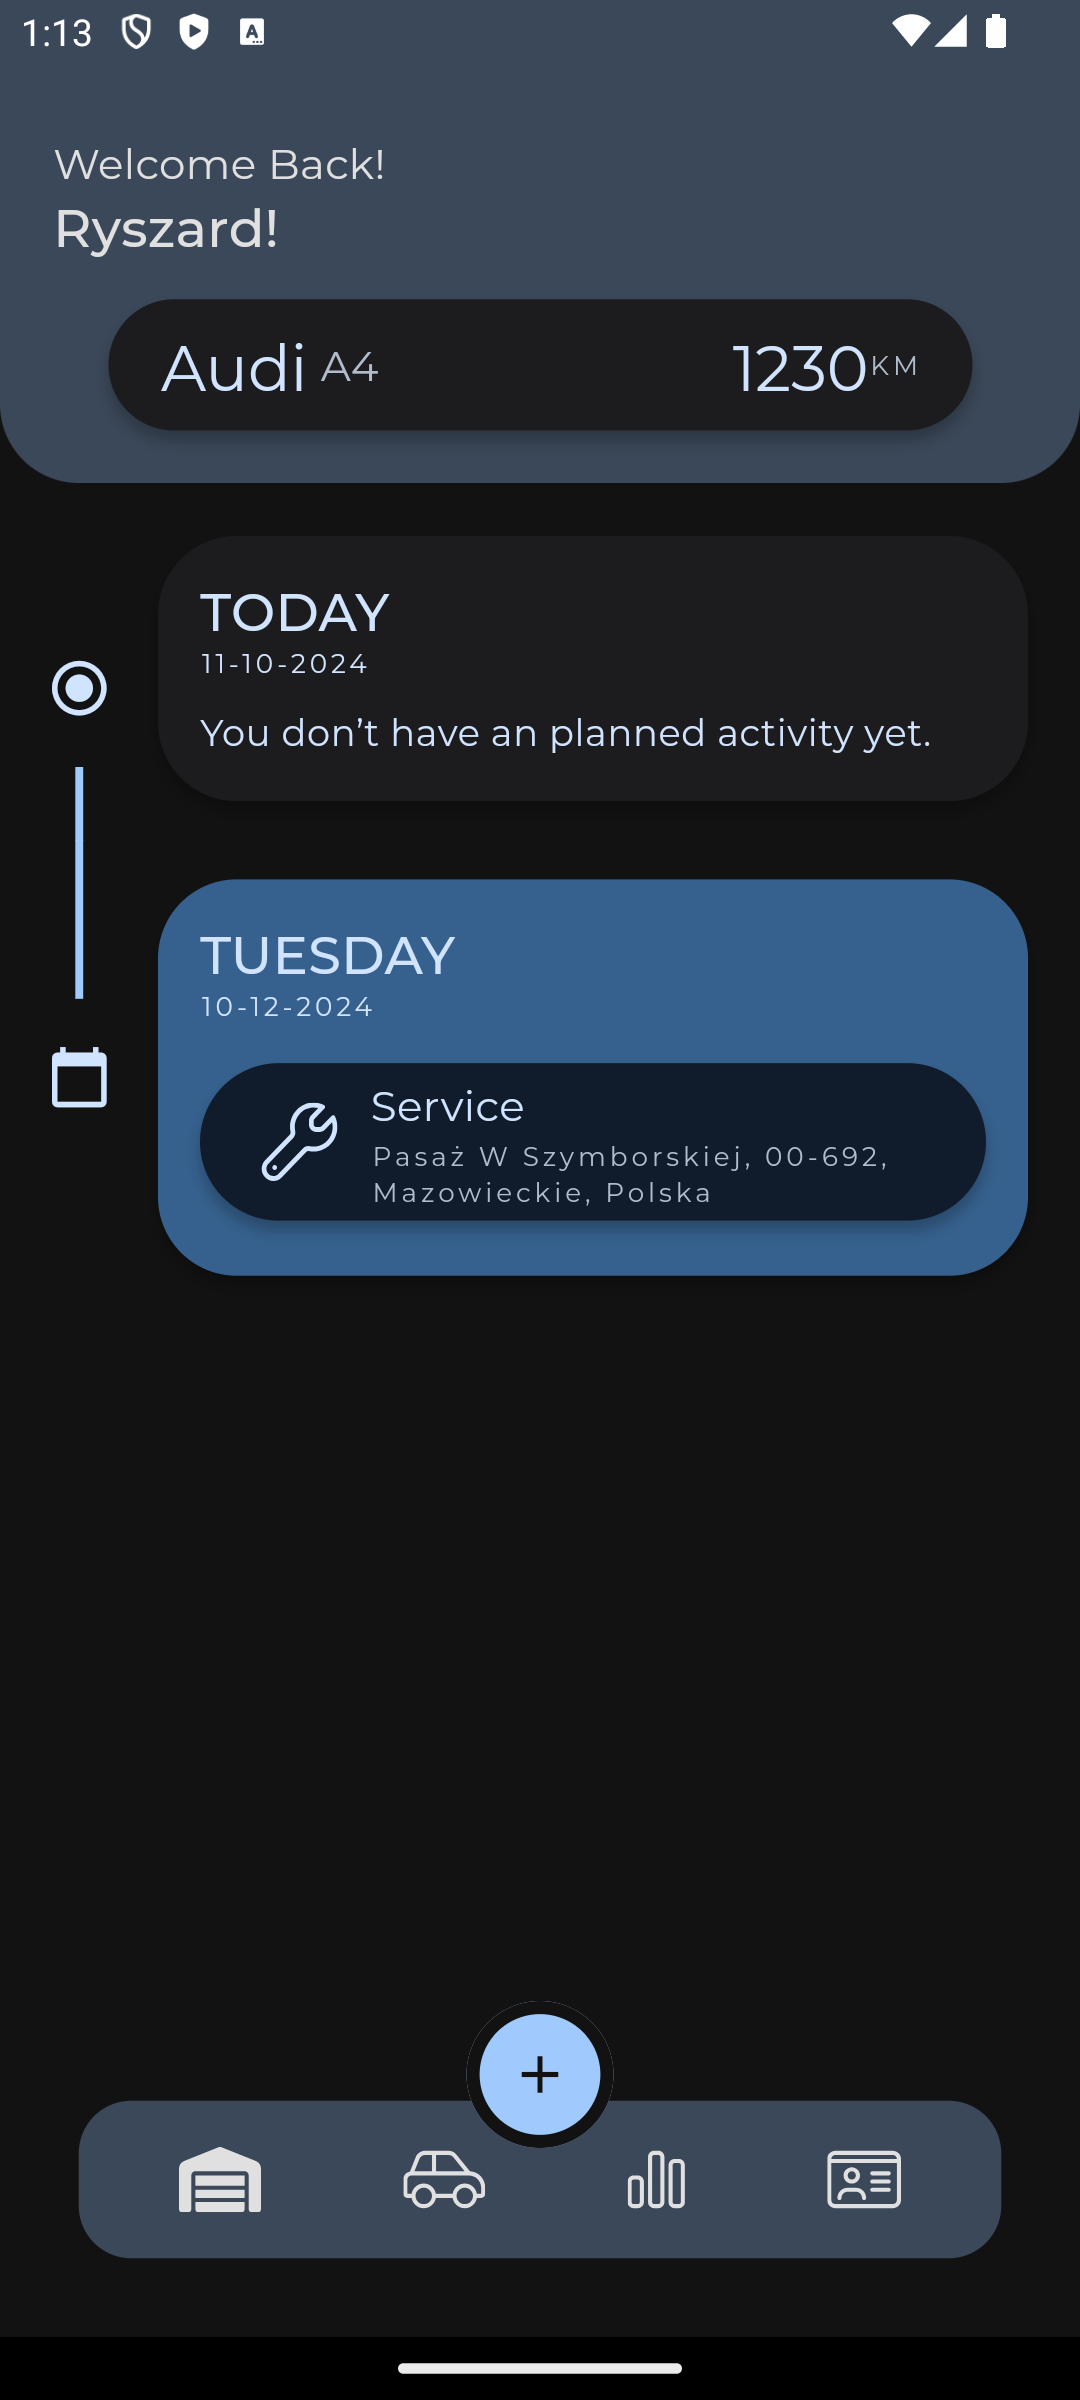 1:13
Welcome Back!
Ryszard!
Audi A4 1230 KM
TODAY
11-10-2024
You don’t have an planned activity yet.
TUESDAY
10-12-2024
Service
Pasaż W Szymborskiej, 00-692,
Mazowieckie, Polska